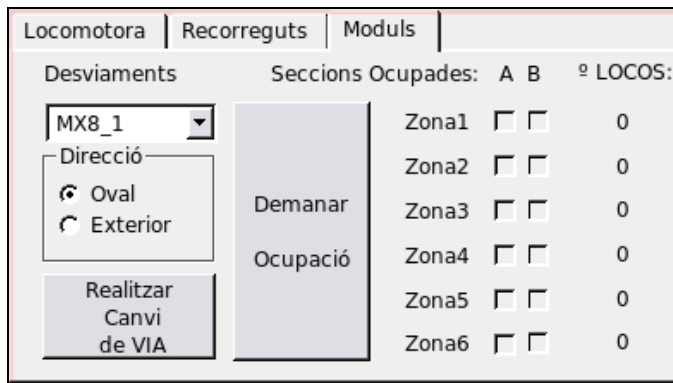 Locomotora Recorreguts Moduls
Desviaments Seccions Ocupades: A B º LOCOS:
MX8_1 Zona1 0
Direcció Zona2 0
Oval Demanar Zona3 0
Exterior Ocupació Zona4 0
Realitzar Zona5 0
Canvi
de VIA Zona6 0